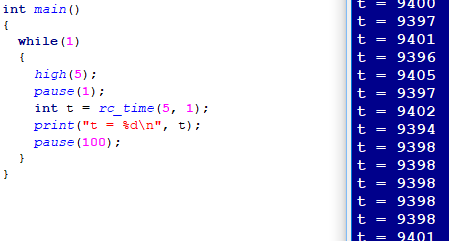 int main()
{
while(1)
{
high(5);
pause(1);
int t = rc_time(5, 1);
print("t = %d\n", t);
pause(100);
}
}
t = 9400
t = 9397
t = 9401
t = 9396
t = 9405
t = 9397
t = 9402
t = 9394
t = 9398
t = 9398
t = 9398
t = 9398
t = 9398
t = 9401